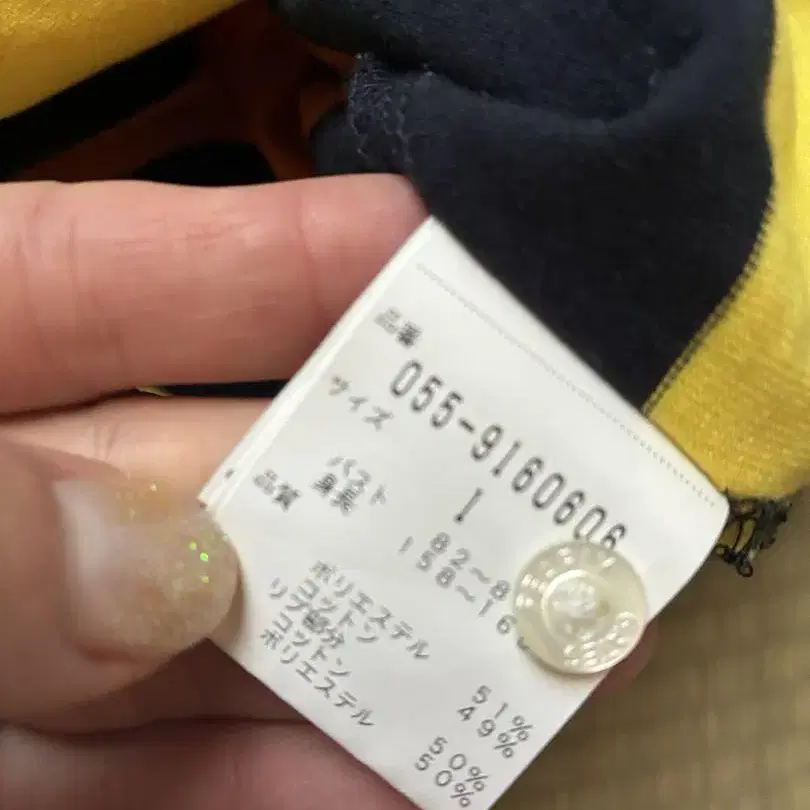 品番 055-9160606
サイズ 1
バスト 82~8
身長 158~16
品質
ポリエステル 51%
コットン 49%
リブ部分
コットン 50%
ポリエステル 50%